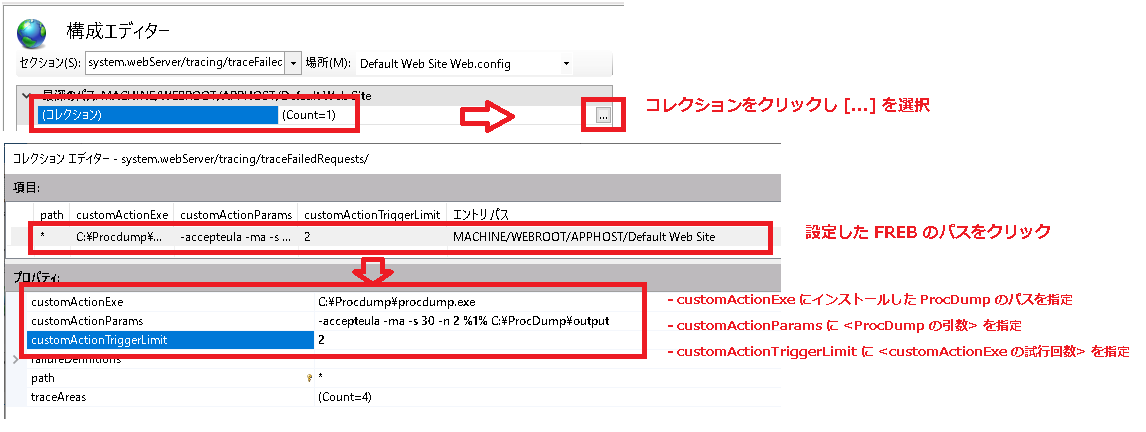 構成エディター
セクション(S): system.webServer/tracing/traceFailec 場所(M): Default Web Site Web.config
最深のパス: MACHINE/WEBROOT/APPHOST/Default Web Site
(コレクション) (Count=1) ...
コレクションをクリックし [...] を選択
コレクション エディター - system.webServer/tracing/traceFailedRequests/
項目:
path customActionExe customActionParams customActionTriggerLimit エントリ パス
* C:¥Procdump¥... -accepteula -ma -s ... 2 MACHINE/WEBROOT/APPHOST/Default Web Site
設定した FREB のパスをクリック
プロパティ:
customActionExe C:¥Procdump¥procdump.exe
- customActionExe にインストールした ProcDump のパスを指定
customActionParams -accepteula -ma -s 30 -n 2 %1% C:¥ProcDump¥output
- customActionParams に <ProcDump の引数> を指定
customActionTriggerLimit 2
- customActionTriggerLimit に <customActionExe の試行回数> を指定
failureDefinitions
path *
traceAreas (Count=4)